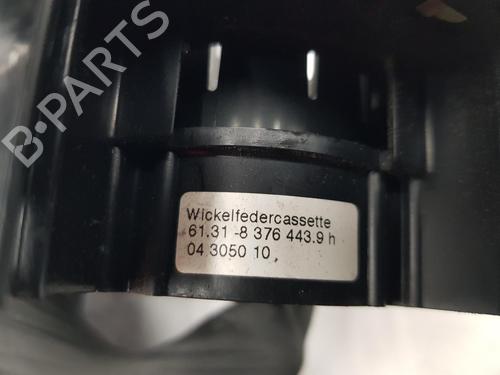 B-PARTS
Wickelfedercassette
61.31 -8 376 443.9 h
04 3050 10